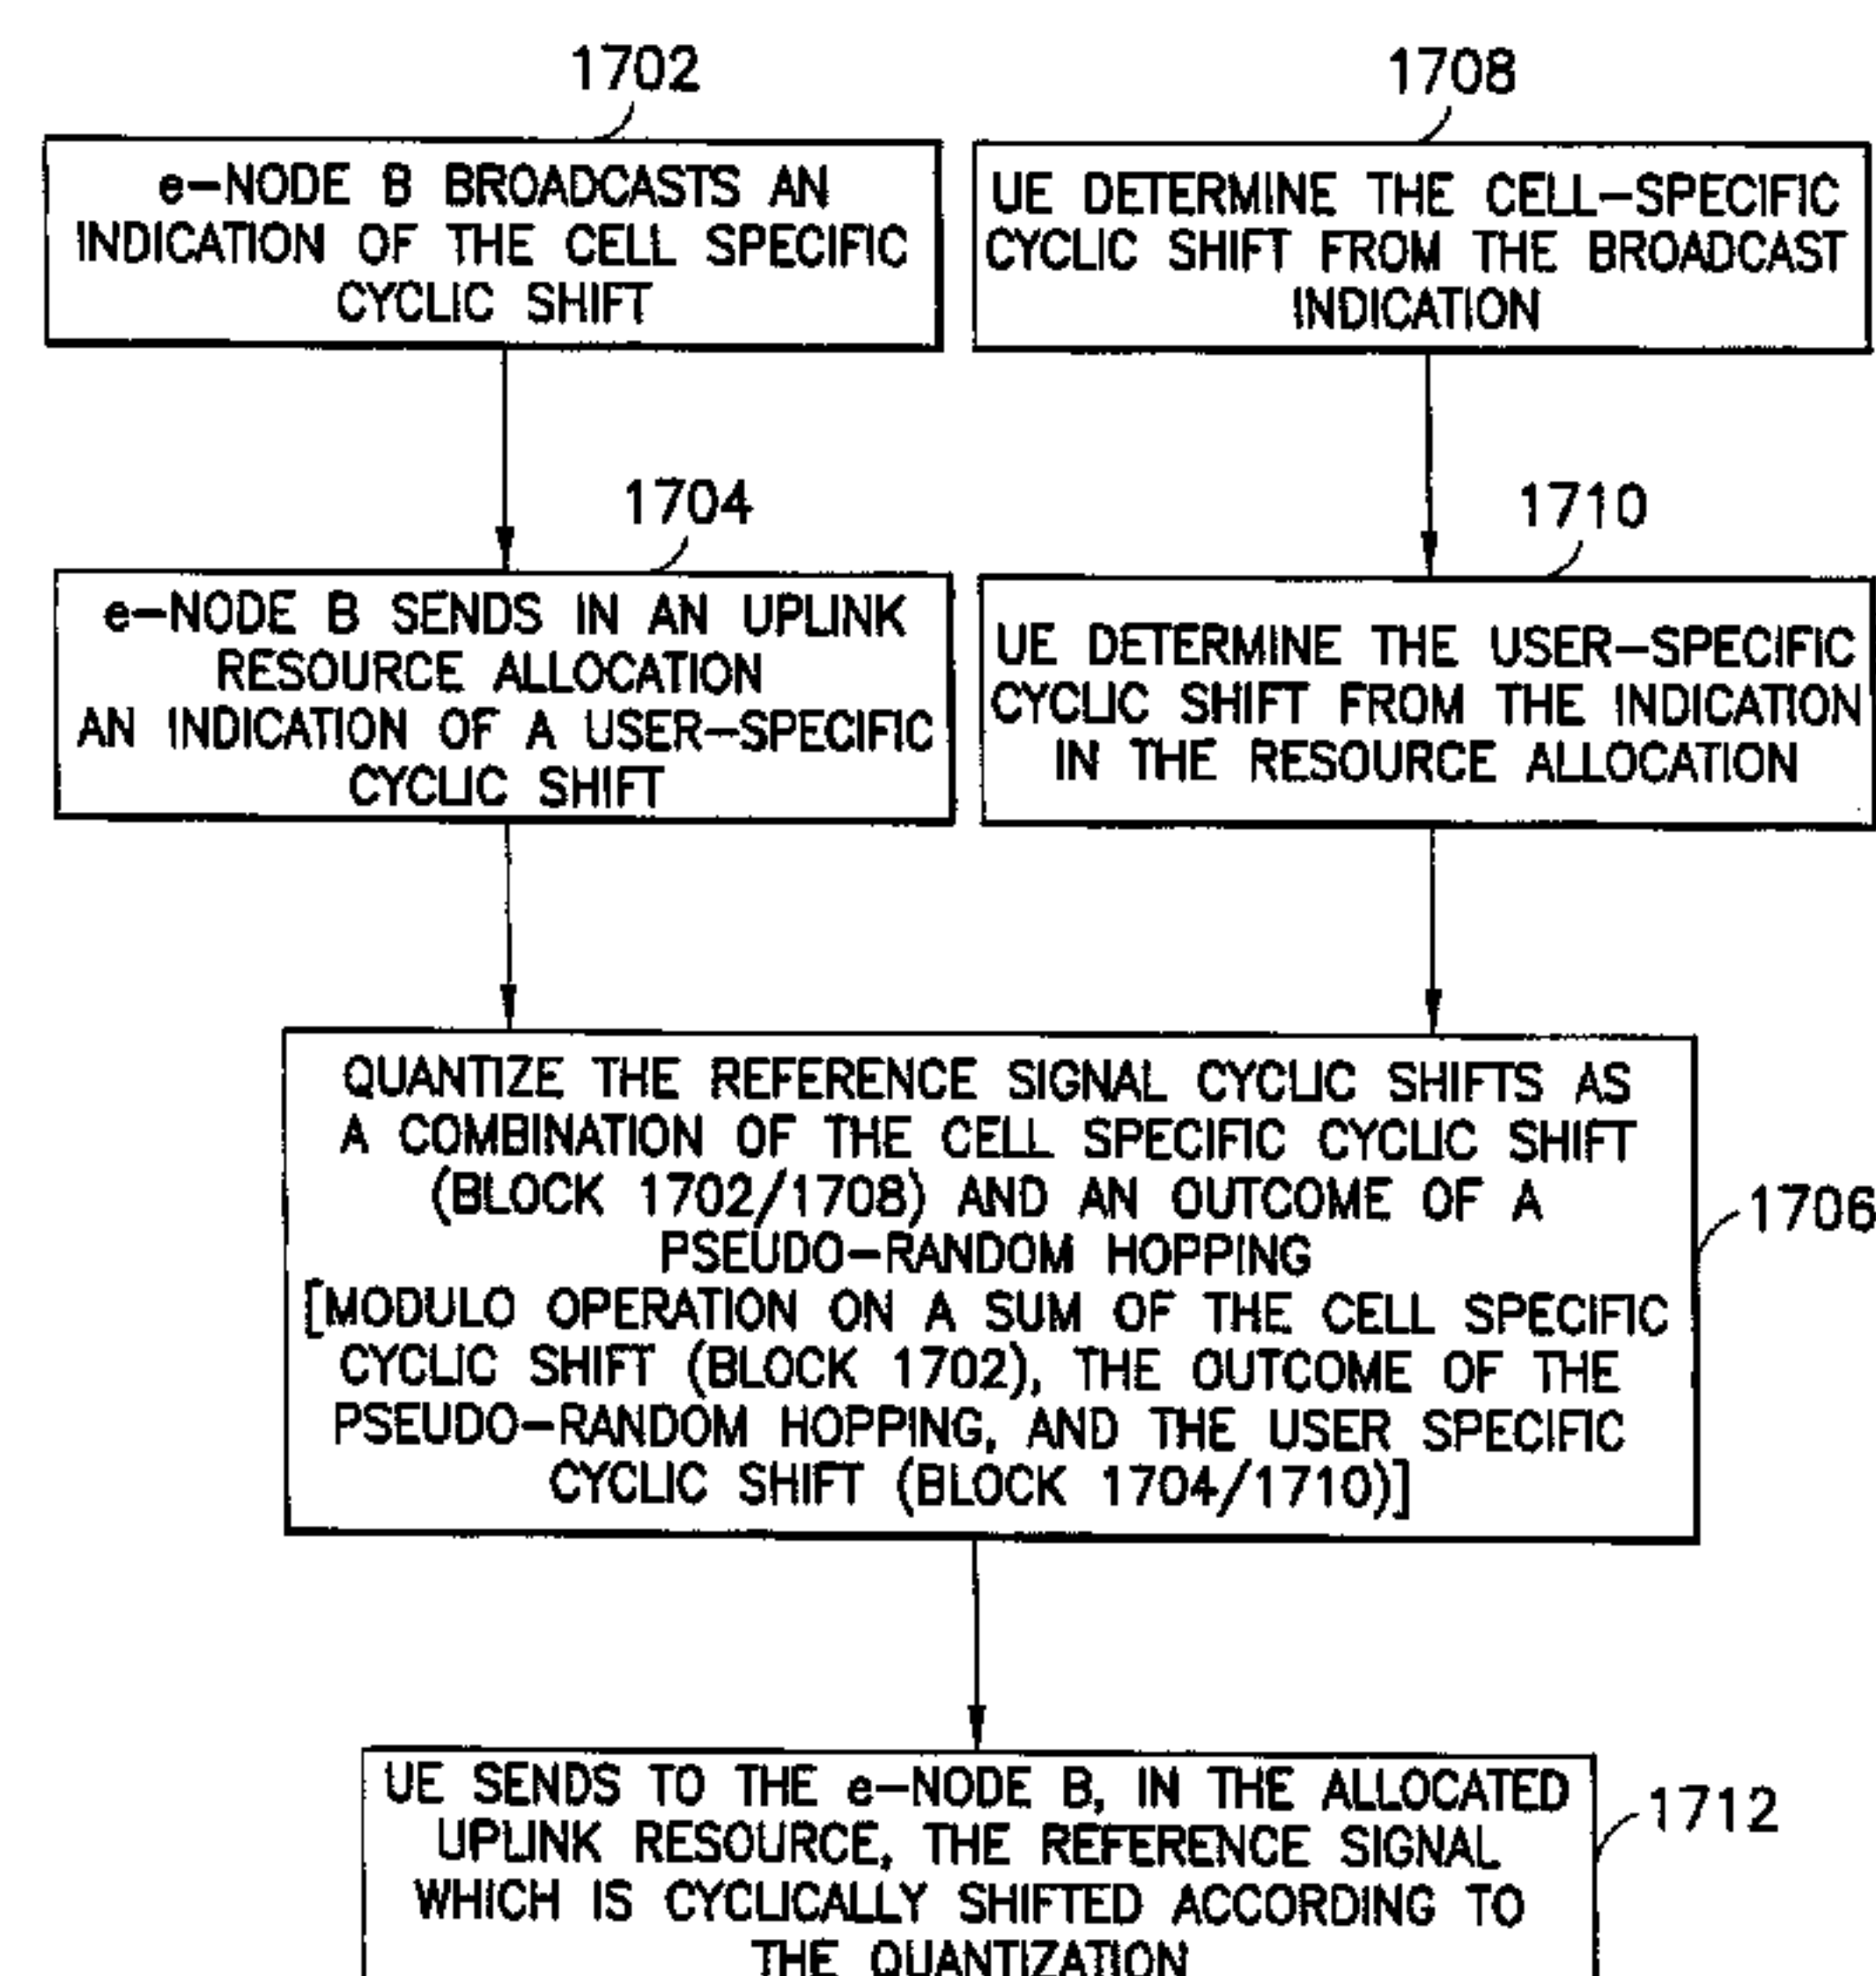 1702
e-NODE B BROADCASTS AN
INDICATION OF THE CELL SPECIFIC
CYCLIC SHIFT
1708
UE DETERMINE THE CELL-SPECIFIC
CYCLIC SHIFT FROM THE BROADCAST
INDICATION
1704
e-NODE B SENDS IN AN UPLINK
RESOURCE ALLOCATION
AN INDICATION OF A USER-SPECIFIC
CYCLIC SHIFT
1710
UE DETERMINE THE USER-SPECIFIC
CYCLIC SHIFT FROM THE INDICATION
IN THE RESOURCE ALLOCATION
QUANTIZE THE REFERENCE SIGNAL CYCLIC SHIFTS AS
A COMBINATION OF THE CELL SPECIFIC CYCLIC SHIFT
(BLOCK 1702/1708) AND AN OUTCOME OF A
PSEUDO-RANDOM HOPPING
[MODULO OPERATION ON A SUM OF THE CELL SPECIFIC
CYCLIC SHIFT (BLOCK 1702), THE OUTCOME OF THE
PSEUDO-RANDOM HOPPING, AND THE USER SPECIFIC
CYCLIC SHIFT (BLOCK 1704/1710)]
1706
UE SENDS TO THE e-NODE B, IN THE ALLOCATED
UPLINK RESOURCE, THE REFERENCE SIGNAL
WHICH IS CYCLICALLY SHIFTED ACCORDING TO
THE QUANTIZATION
1712